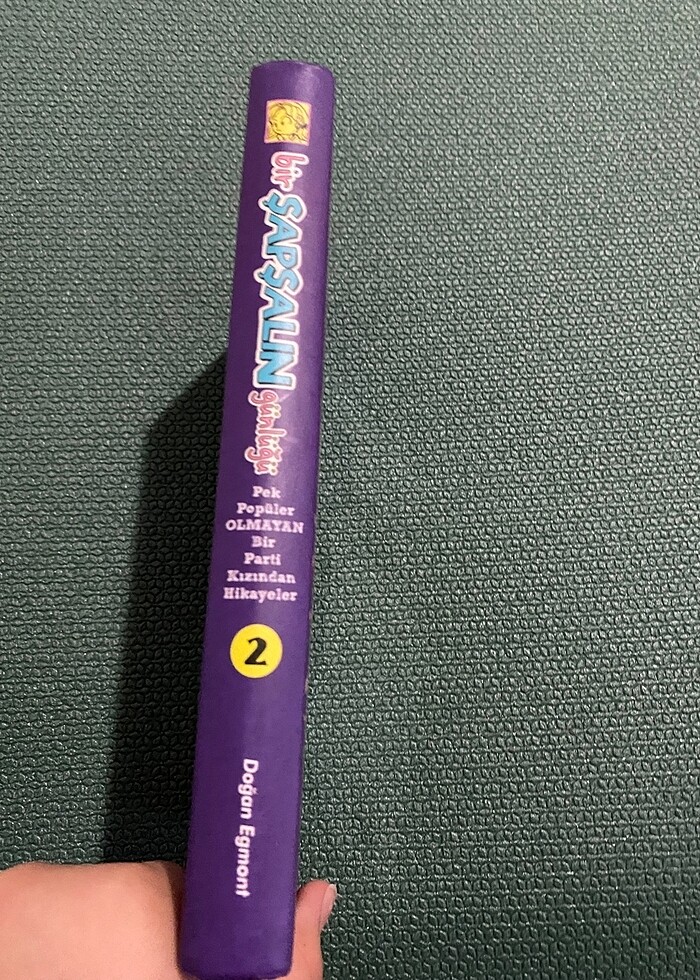 bir ŞAPŞALIN günlüğü
Pek
Popüler
OLMAYAN
Bir
Parti
Kızından
Hikayeler
2
Doğan Egmont